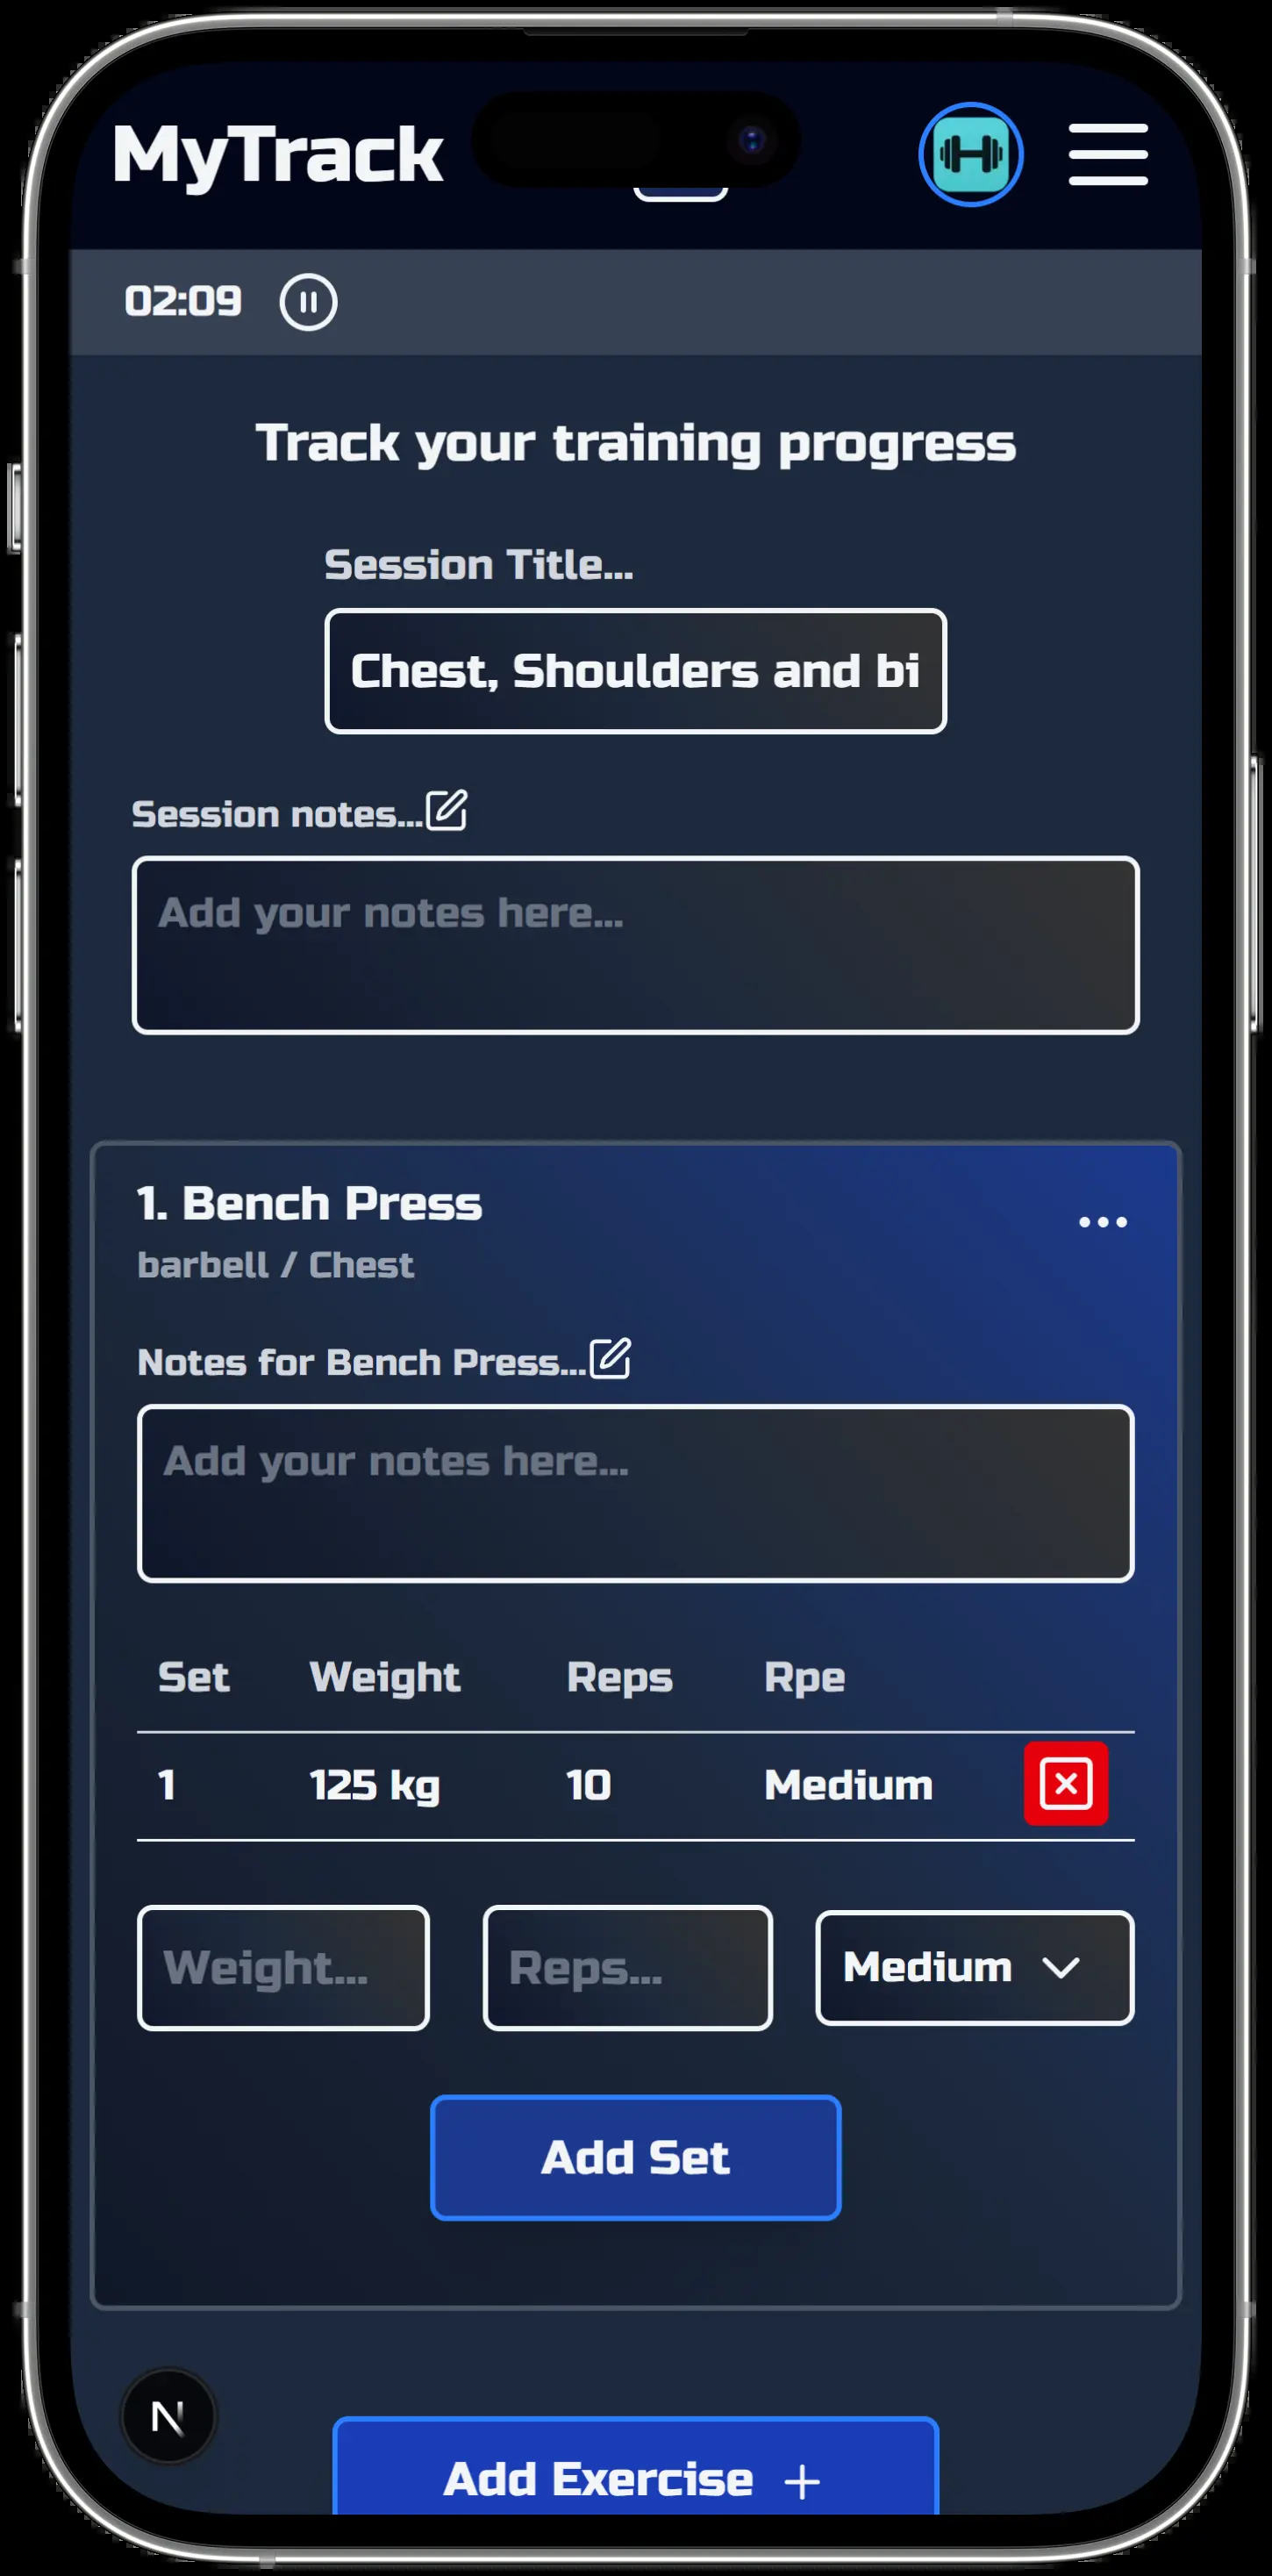 MyTrack
02:09
Track your training progress
Session Title...
Chest, Shoulders and bi
Session notes...
Add your notes here...
1. Bench Press
barbell / Chest
Notes for Bench Press...
Add your notes here...
Set Weight Reps Rpe
1 125 kg 10 Medium
Weight... Reps... Medium
Add Set
N
Add Exercise +